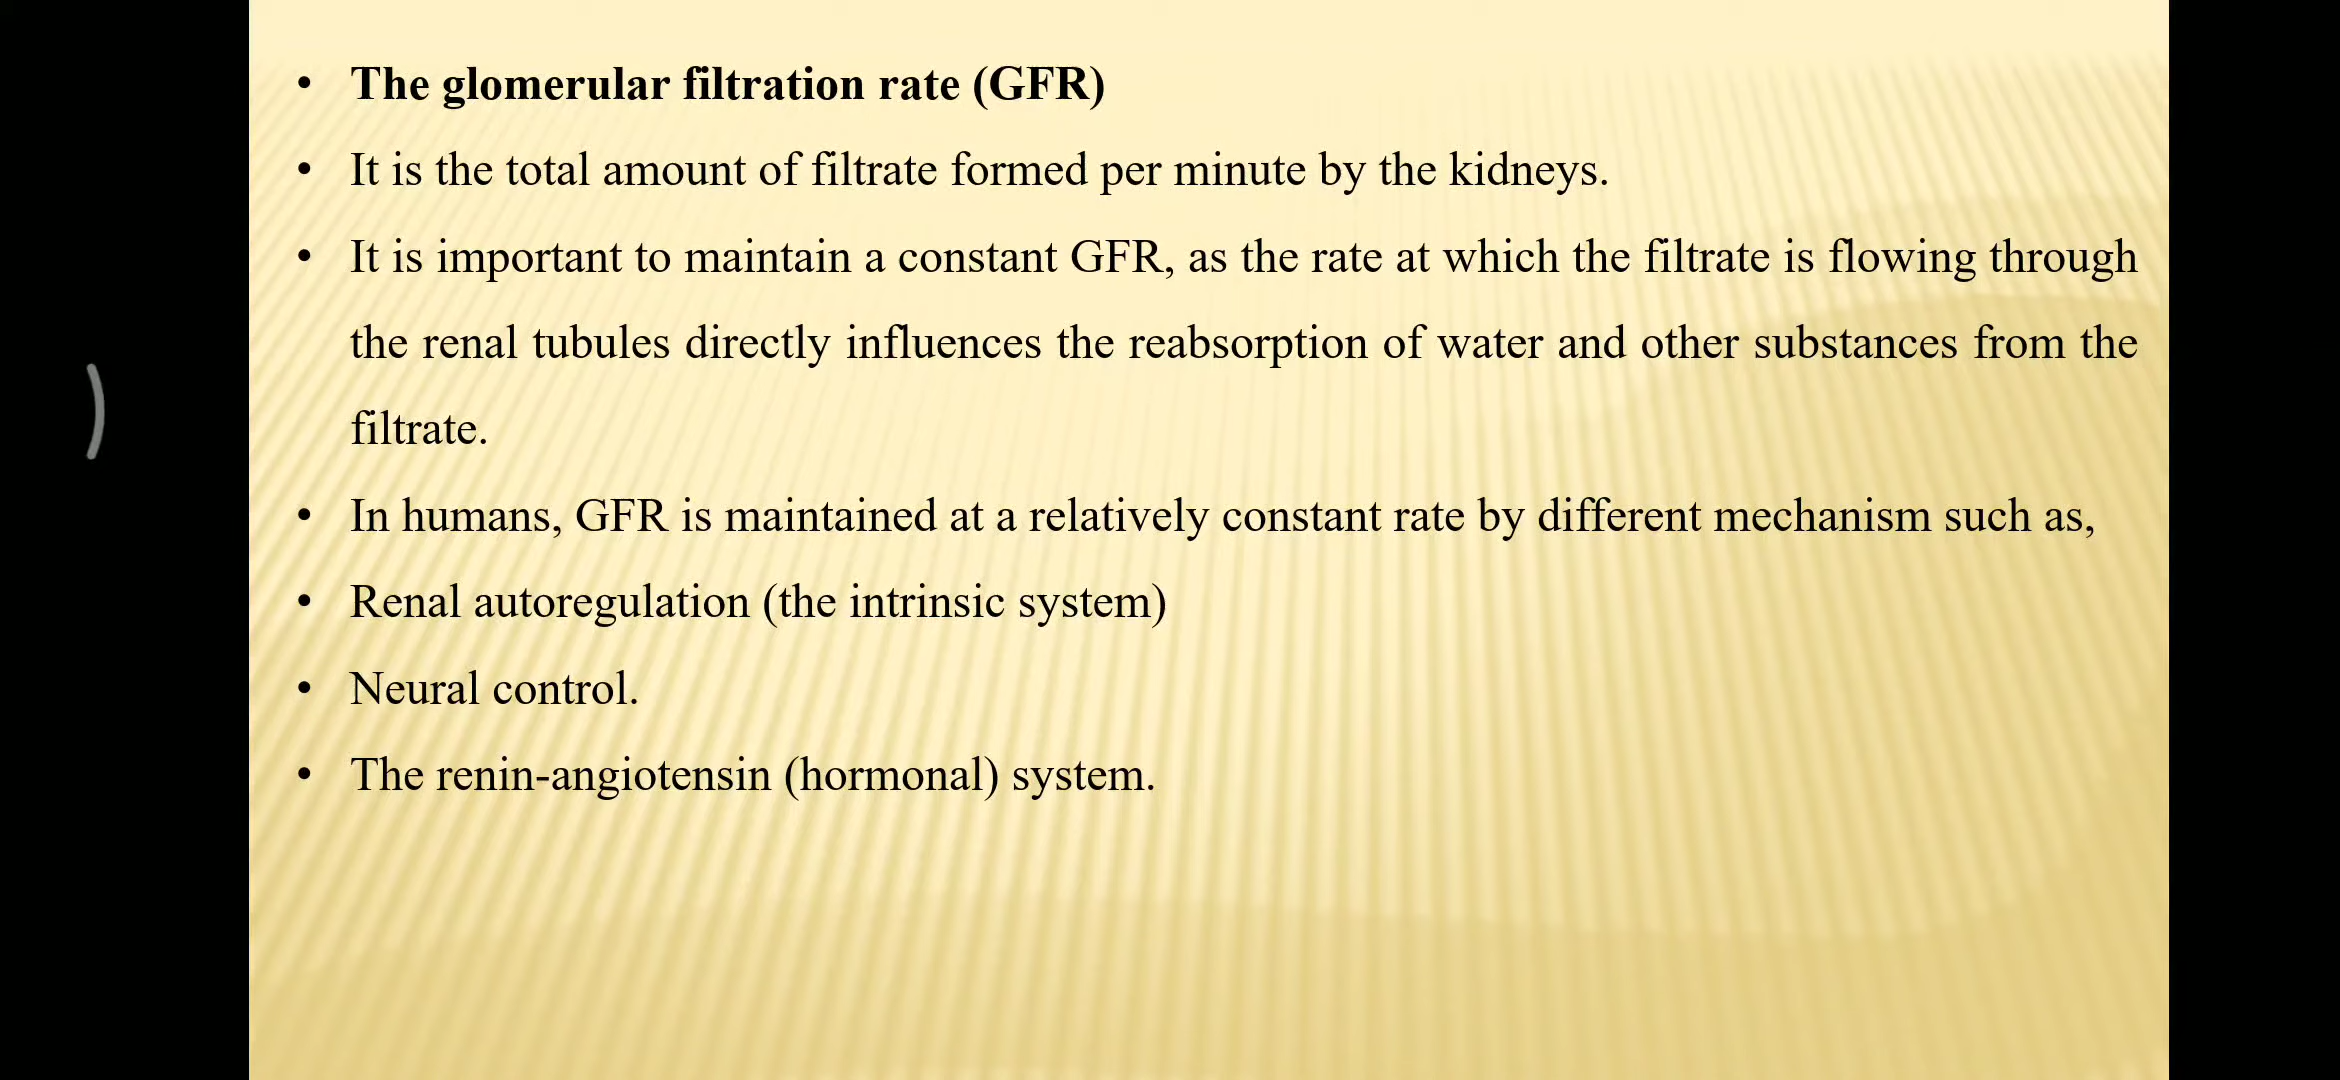 • The glomerular filtration rate (GFR)
• It is the total amount of filtrate formed per minute by the kidneys.
• It is important to maintain a constant GFR, as the rate at which the filtrate is flowing through
the renal tubules directly influences the reabsorption of water and other substances from the
filtrate.
• In humans, GFR is maintained at a relatively constant rate by different mechanism such as,
• Renal autoregulation (the intrinsic system)
• Neural control.
• The renin-angiotensin (hormonal) system.